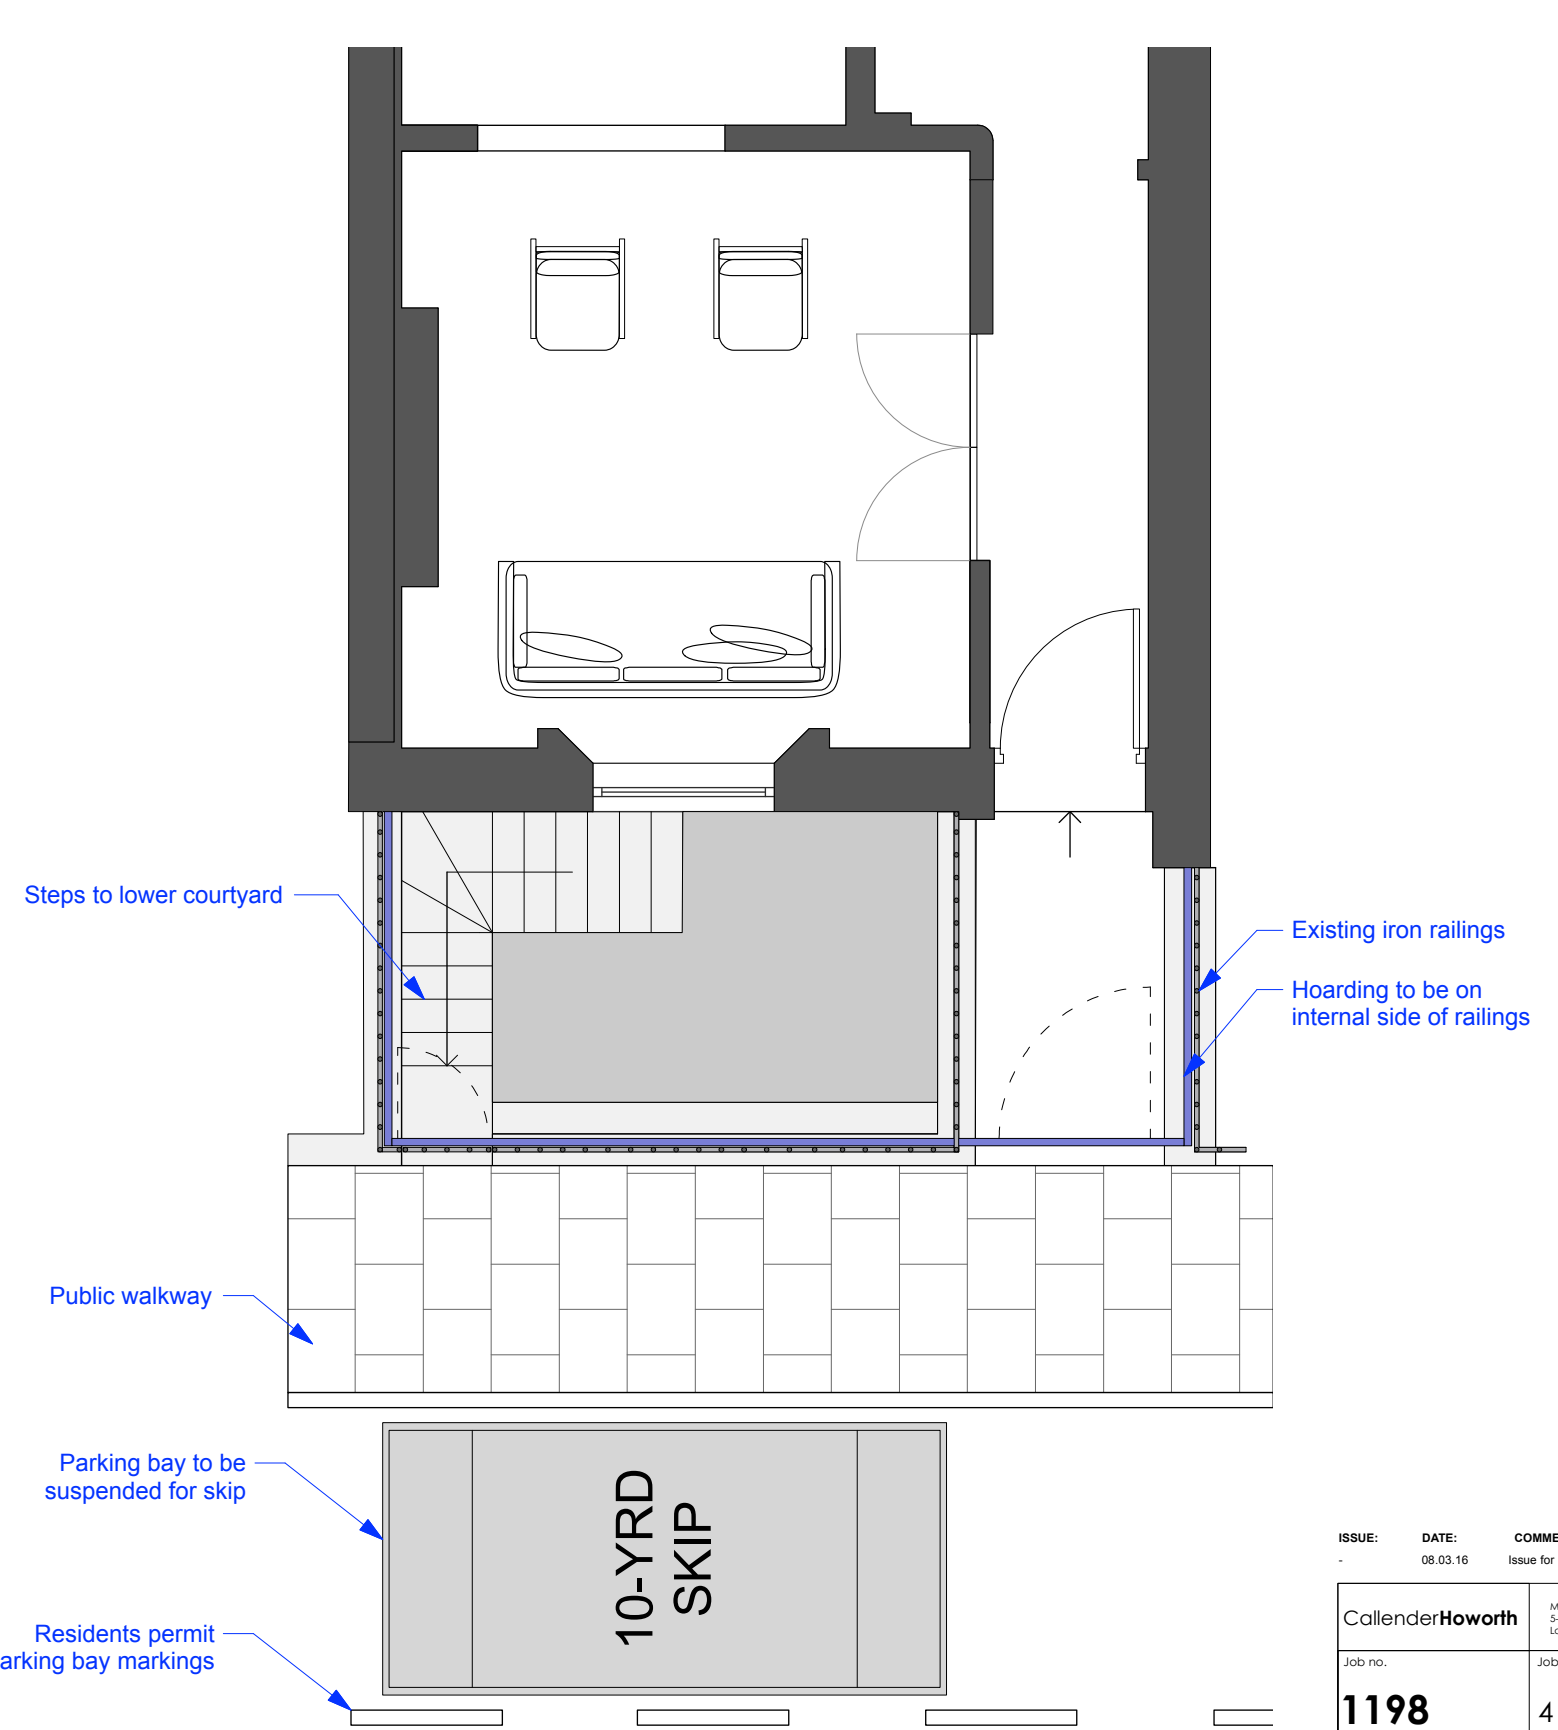 Steps to lower courtyard
Existing iron railings
Hoarding to be on
internal side of railings
Public walkway
Parking bay to be
suspended for skip
10-YRD
SKIP
Residents permit
arking bay markings
ISSUE: DATE: COMME
- 08.03.16 Issue for
CallenderHoworth
M
5-
Lo
Job no. Job
1198 4